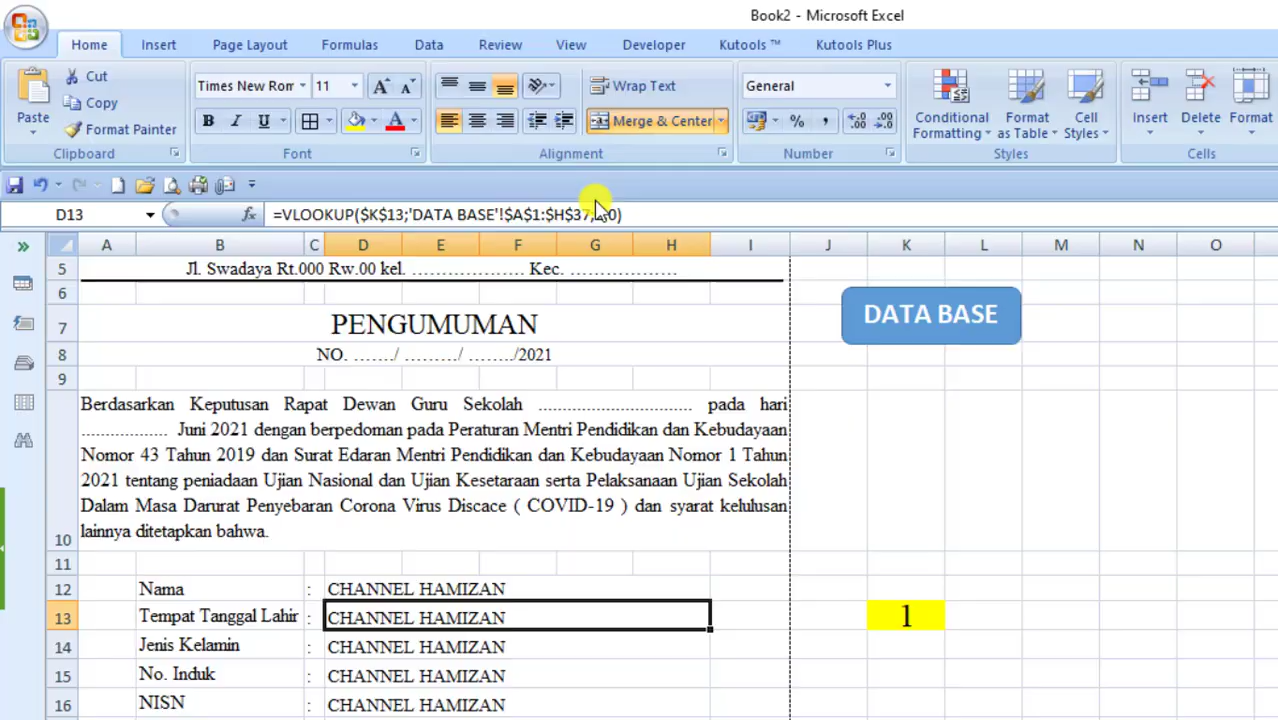 Book2 - Microsoft Excel
Home Insert Page Layout Formulas Data Review View Developer Kutools ™ Kutools Plus
Paste Cut Copy Format Painter Clipboard
Times New Rom 11 A A B I U A Font
Wrap Text Merge & Center Alignment
General % , Number
Conditional Formatting Format as Table Cell Styles Styles
Insert Delete Format Cells
D13 fx =VLOOKUP($K$13;'DATA BASE'!$A$1:$H$37;
A B C D E F G H I J K L M N O
5 Jl. Swadaya Rt.000 Rw.00 kel. ………………. Kec. ………………
6
DATA BASE
7 PENGUMUMAN
8 NO. ……./ ………/ ……../2021
9
Berdasarkan Keputusan Rapat Dewan Guru Sekolah ................................ pada hari
.................. Juni 2021 dengan berpedoman pada Peraturan Mentri Pendidikan dan Kebudayaan
Nomor 43 Tahun 2019 dan Surat Edaran Mentri Pendidikan dan Kebudayaan Nomor 1 Tahun
2021 tentang peniadaan Ujian Nasional dan Ujian Kesetaraan serta Pelaksanaan Ujian Sekolah
Dalam Masa Darurat Penyebaran Corona Virus Discace ( COVID-19 ) dan syarat kelulusan
10 lainnya ditetapkan bahwa.
11
12 Nama : CHANNEL HAMIZAN
13 Tempat Tanggal Lahir : CHANNEL HAMIZAN 1
14 Jenis Kelamin : CHANNEL HAMIZAN
15 No. Induk : CHANNEL HAMIZAN
16 NISN : CHANNEL HAMIZAN